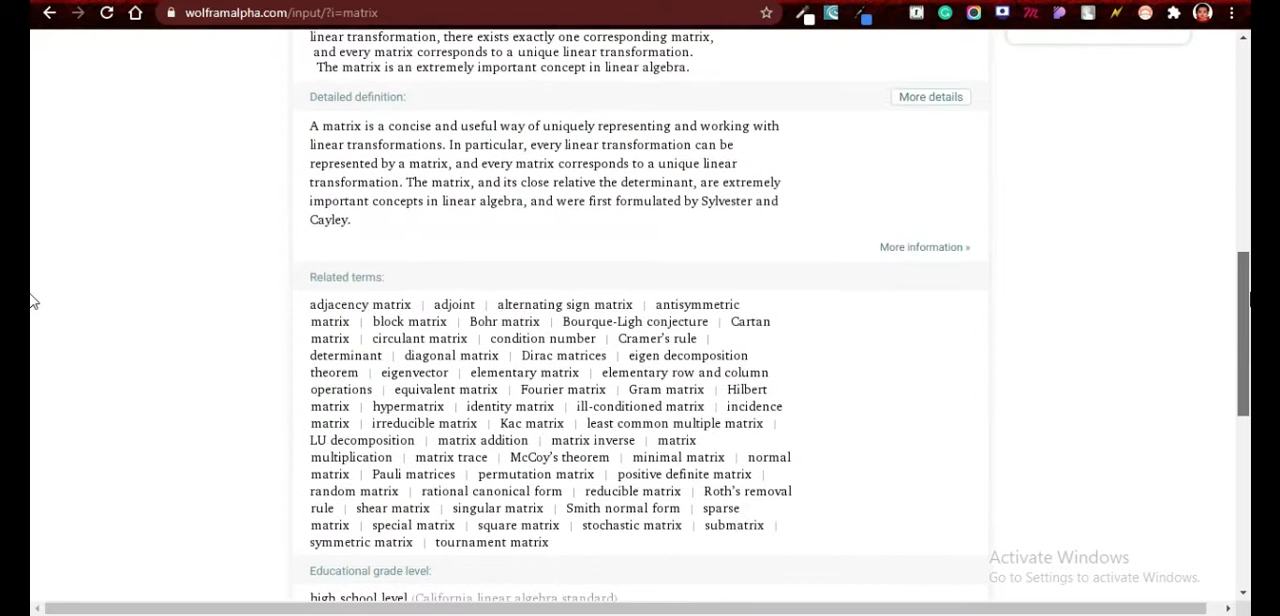 wolframalpha.com/input/?i=matrix
linear transformation, there exists exactly one corresponding matrix,
and every matrix corresponds to a unique linear transformation.
The matrix is an extremely important concept in linear algebra.
Detailed definition:
More details
A matrix is a concise and useful way of uniquely representing and working with
linear transformations. In particular, every linear transformation can be
represented by a matrix, and every matrix corresponds to a unique linear
transformation. The matrix, and its close relative the determinant, are extremely
important concepts in linear algebra, and were first formulated by Sylvester and
Cayley.
More information »
Related terms:
adjacency matrix | adjoint | alternating sign matrix | antisymmetric
matrix | block matrix | Bohr matrix | Bourque-Ligh conjecture | Cartan
matrix | circulant matrix | condition number | Cramer's rule |
determinant | diagonal matrix | Dirac matrices | eigen decomposition
theorem | eigenvector | elementary matrix | elementary row and column
operations | equivalent matrix | Fourier matrix | Gram matrix | Hilbert
matrix | hypermatrix | identity matrix | ill-conditioned matrix | incidence
matrix | irreducible matrix | Kac matrix | least common multiple matrix |
LU decomposition | matrix addition | matrix inverse | matrix
multiplication | matrix trace | McCoy's theorem | minimal matrix | normal
matrix | Pauli matrices | permutation matrix | positive definite matrix |
random matrix | rational canonical form | reducible matrix | Roth's removal
rule | shear matrix | singular matrix | Smith normal form | sparse
matrix | special matrix | square matrix | stochastic matrix | submatrix |
symmetric matrix | tournament matrix
Activate Windows
Go to Settings to activate Windows.
Educational grade level:
high school level (California linear algebra standard)